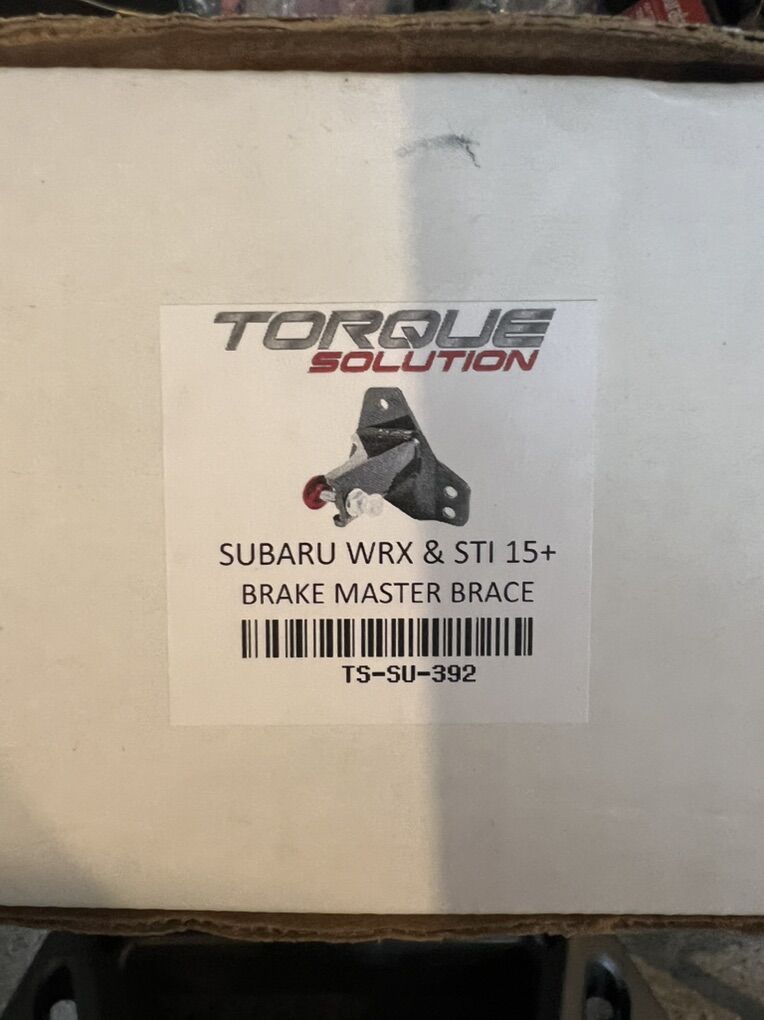 TORQUE
SOLUTION
SUBARU WRX & STI 15+
BRAKE MASTER BRACE
TS-SU-392